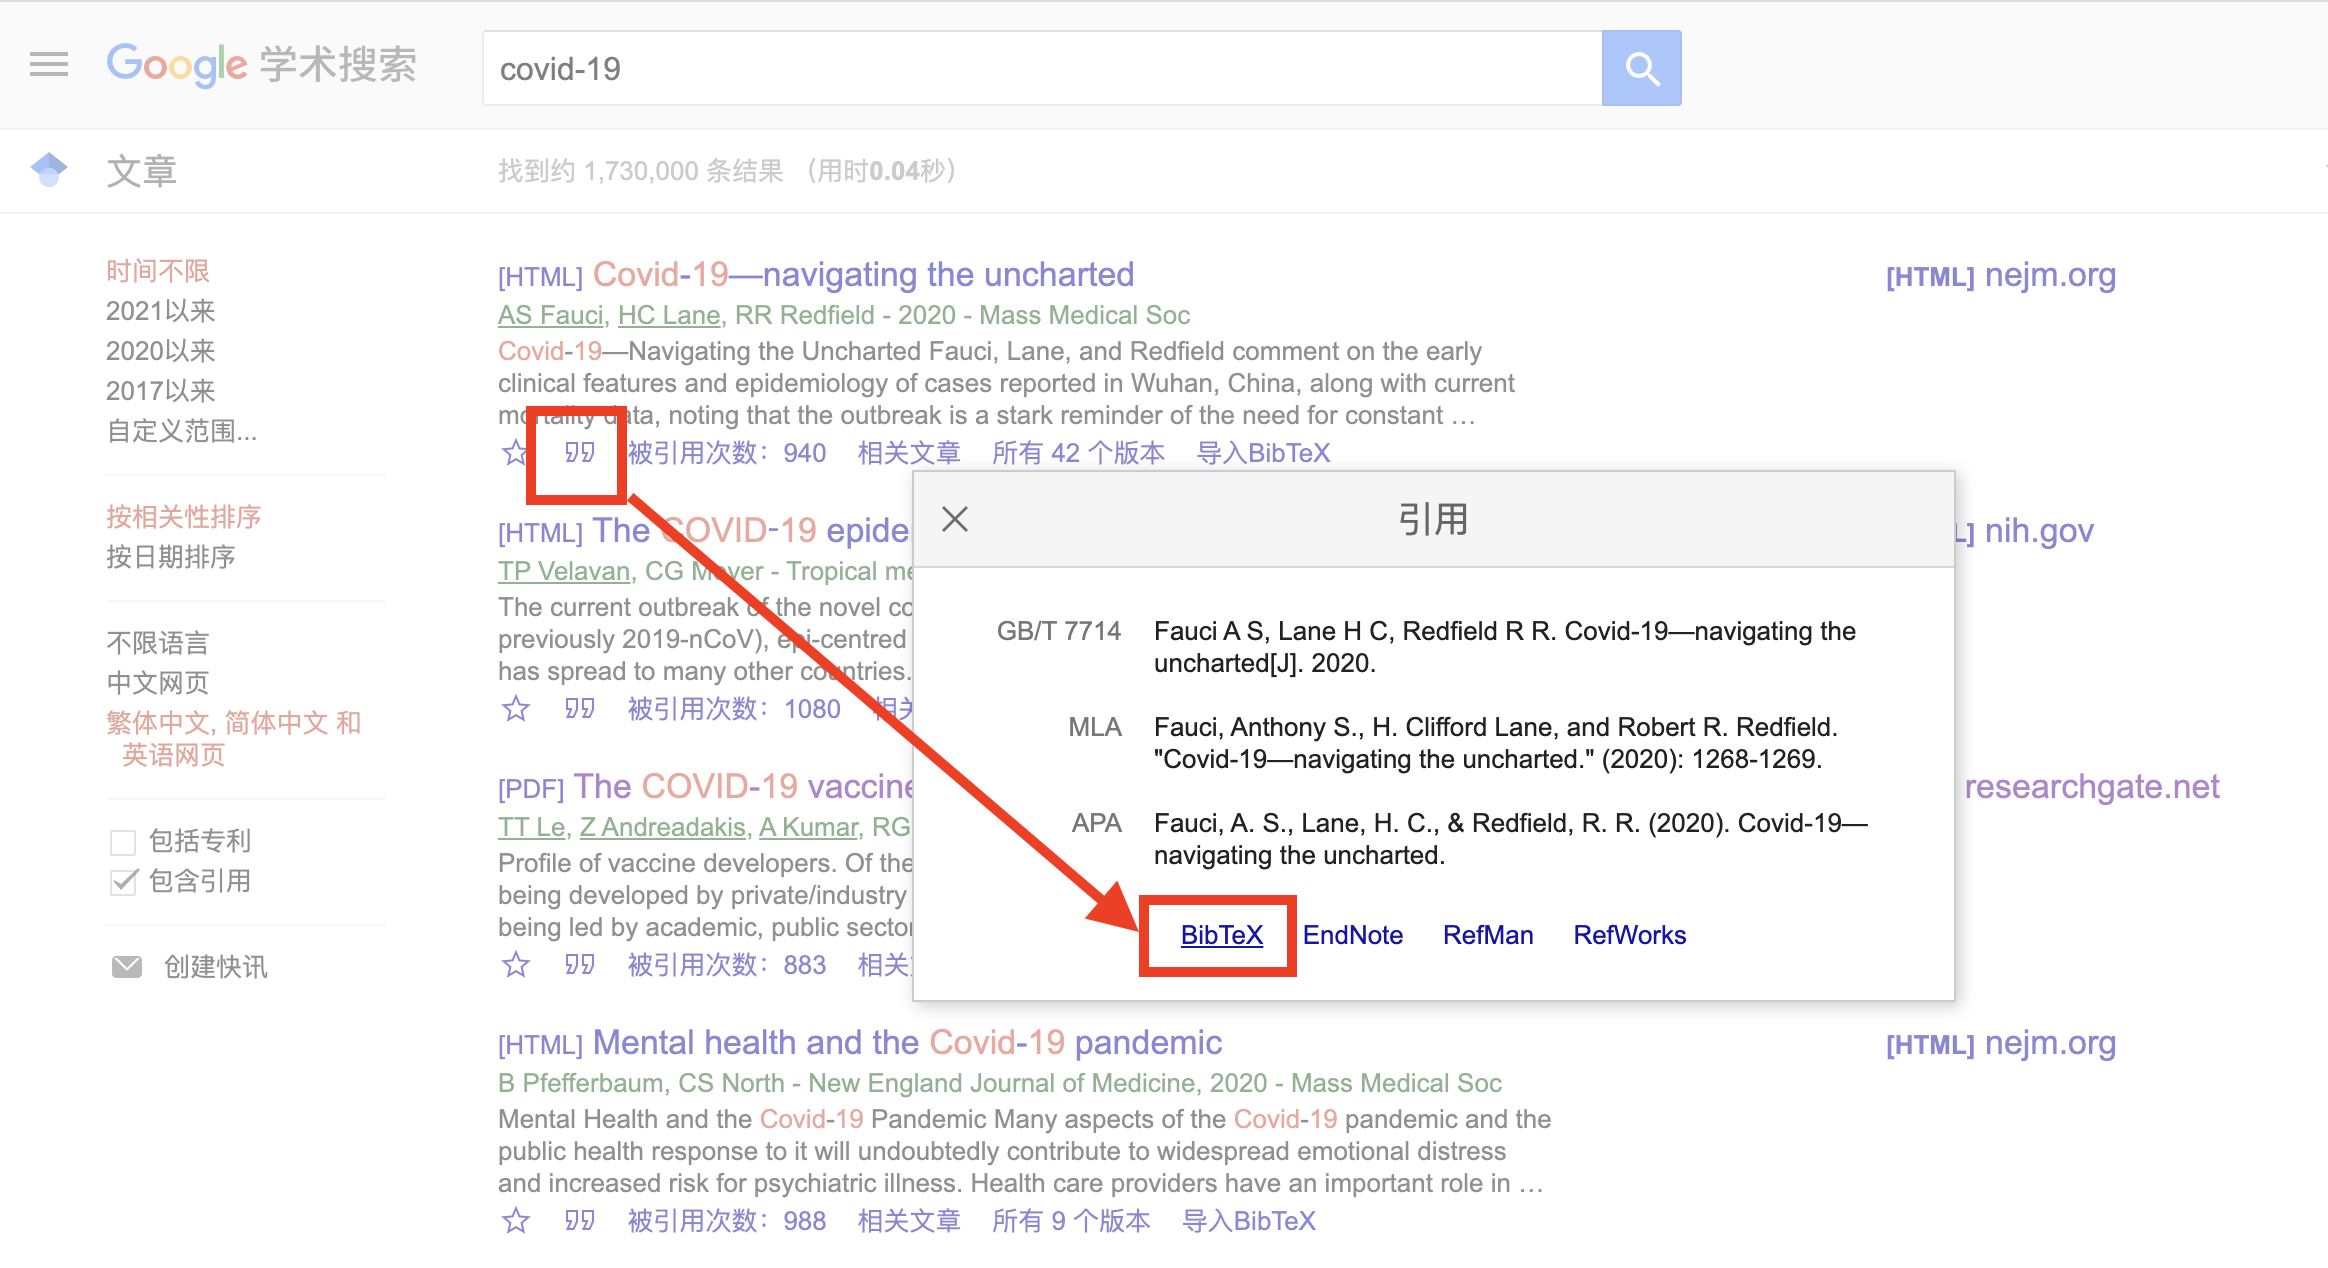 Google 学术搜索
covid-19
文章
找到约 1,730,000 条结果 （用时0.04秒）
时间不限
2021以来
2020以来
2017以来
自定义范围...
按相关性排序
按日期排序
不限语言
中文网页
繁体中文, 简体中文 和
英语网页
包括专利
包含引用
创建快讯
[HTML] Covid-19—navigating the uncharted
[HTML] nejm.org
AS Fauci, HC Lane, RR Redfield - 2020 - Mass Medical Soc
Covid-19—Navigating the Uncharted Fauci, Lane, and Redfield comment on the early
clinical features and epidemiology of cases reported in Wuhan, China, along with current
mortality data, noting that the outbreak is a stark reminder of the need for constant …
被引用次数：940 相关文章 所有 42 个版本 导入BibTeX
[HTML] The COVID-19 epide
L] nih.gov
TP Velavan, CG Meyer - Tropical me
The current outbreak of the novel co
previously 2019-nCoV), epi-centred
has spread to many other countries.
被引用次数：1080 相关
[PDF] The COVID-19 vaccine
researchgate.net
TT Le, Z Andreadakis, A Kumar, RG
Profile of vaccine developers. Of the
being developed by private/industry
being led by academic, public sector
被引用次数：883 相关
引用
GB/T 7714 Fauci A S, Lane H C, Redfield R R. Covid-19—navigating the
uncharted[J]. 2020.
MLA Fauci, Anthony S., H. Clifford Lane, and Robert R. Redfield.
"Covid-19—navigating the uncharted." (2020): 1268-1269.
APA Fauci, A. S., Lane, H. C., & Redfield, R. R. (2020). Covid-19—
navigating the uncharted.
BibTeX EndNote RefMan RefWorks
[HTML] Mental health and the Covid-19 pandemic
[HTML] nejm.org
B Pfefferbaum, CS North - New England Journal of Medicine, 2020 - Mass Medical Soc
Mental Health and the Covid-19 Pandemic Many aspects of the Covid-19 pandemic and the
public health response to it will undoubtedly contribute to widespread emotional distress
and increased risk for psychiatric illness. Health care providers have an important role in …
被引用次数：988 相关文章 所有 9 个版本 导入BibTeX